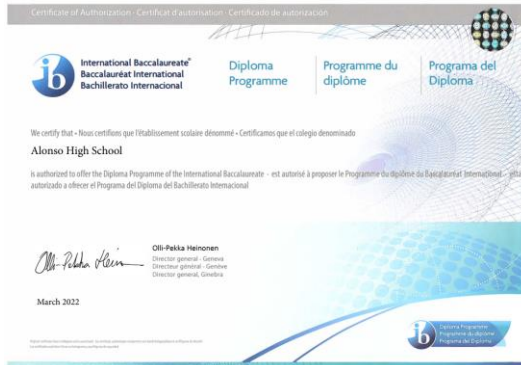 Certificate of Authorization · Certificat d'autorisation · Certificado de autorización
International Baccalaureate®
Baccalauréat International
Bachillerato Internacional
Diploma
Programme
Programme du
diplôme
Programa del
Diploma
We certify that • Nous certifions que l'établissement scolaire dénommé • Certificamos que el colegio denominado
Alonso High School
is authorized to offer the Diploma Programme of the International Baccalaureate - est autorisé à proposer le Programme du diplôme du Baccalauréat International - está
autorizado a ofrecer el Programa del Diploma del Bachillerato Internacional
Olli-Pekka Heinonen
Director general - Geneva
Directeur général - Genève
Director general, Ginebra
March 2022
Diploma Programme
Programme du diplôme
Programa del Diploma